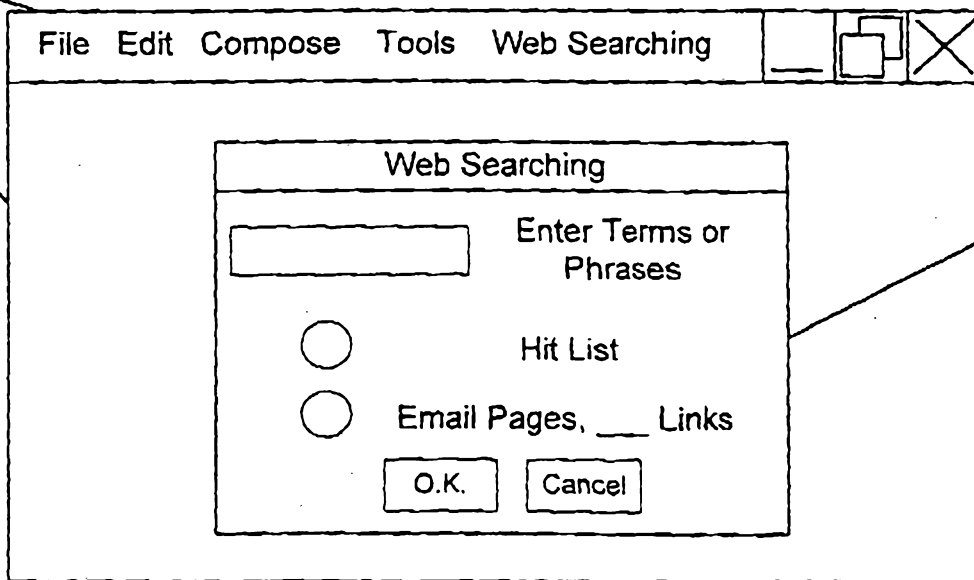 File Edit Compose Tools Web Searching
Web Searching
Enter Terms or
Phrases
Hit List
Email Pages, ___ Links
O.K. Cancel